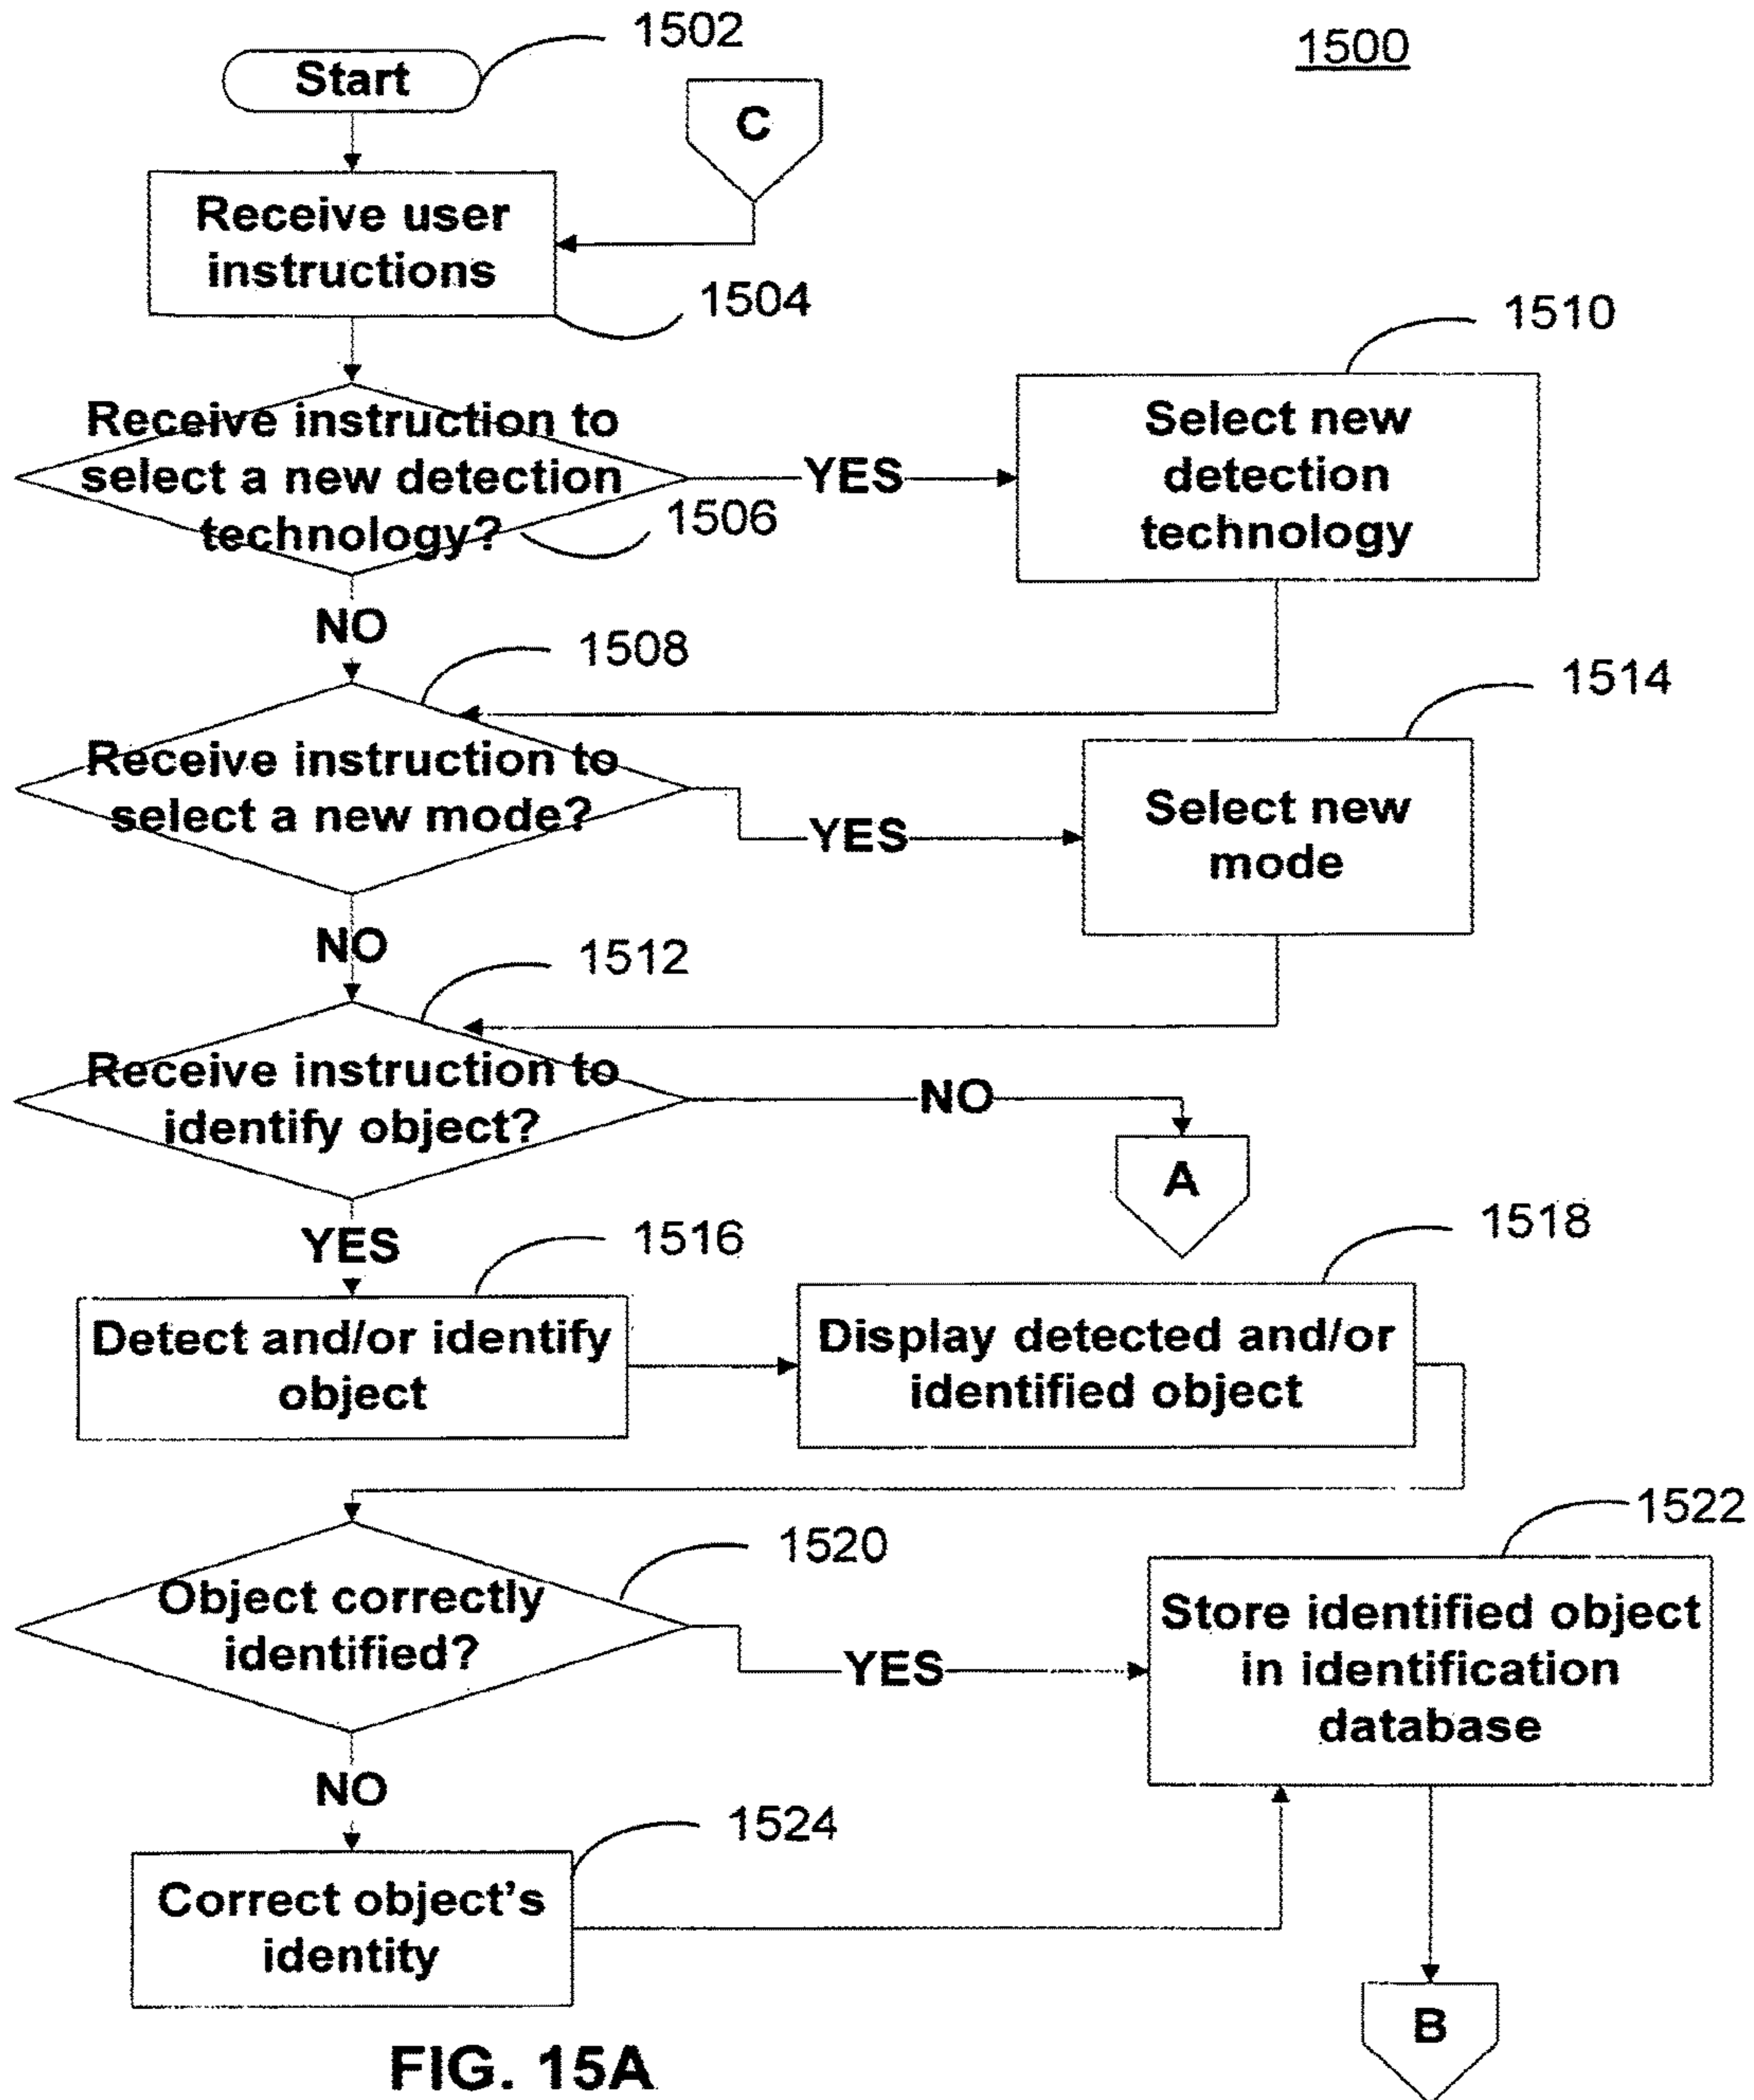 1502
1500
Start
C
Receive user
instructions
1504
1510
Receive instruction to
select a new detection
technology?
1506
YES
Select new
detection
technology
NO
1508
1514
Receive instruction to
select a new mode?
YES
Select new
mode
NO
1512
Receive instruction to
identify object?
NO
A
YES
1516
1518
Detect and/or identify
object
Display detected and/or
identified object
1520
1522
Object correctly
identified?
YES
Store identified object
in identification
database
NO
1524
Correct object's
identity
B
FIG. 15A